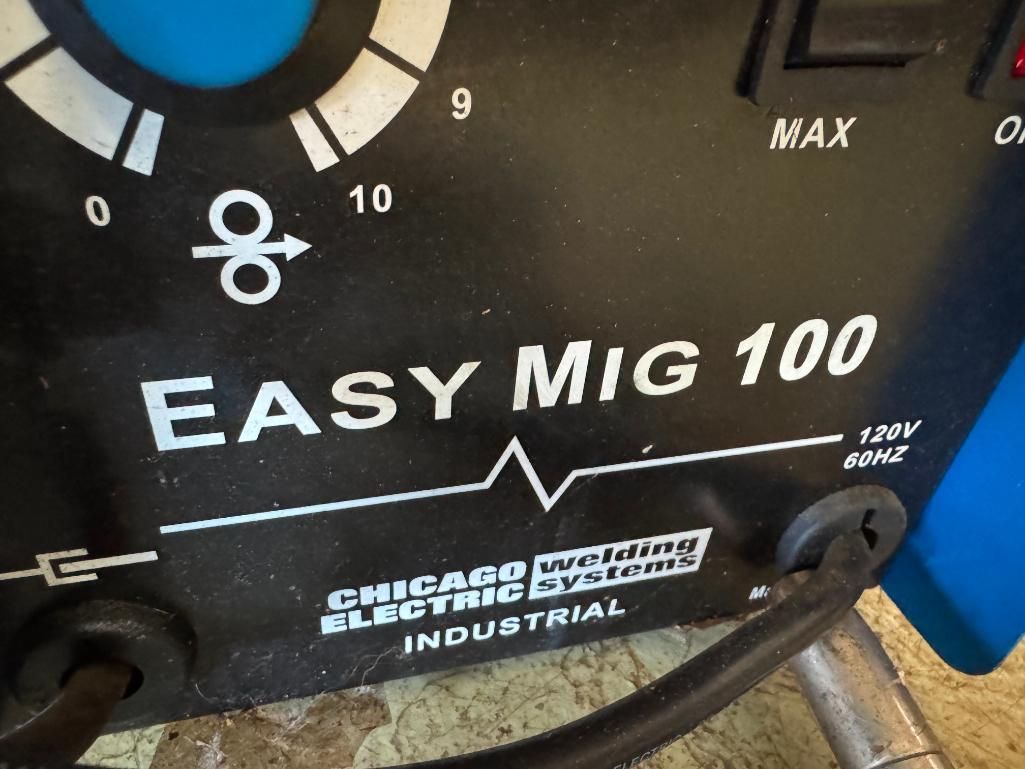 9
MAX
0
10
EASY MIG 100
120V
60HZ
CHICAGO ELECTRIC
welding systems
INDUSTRIAL